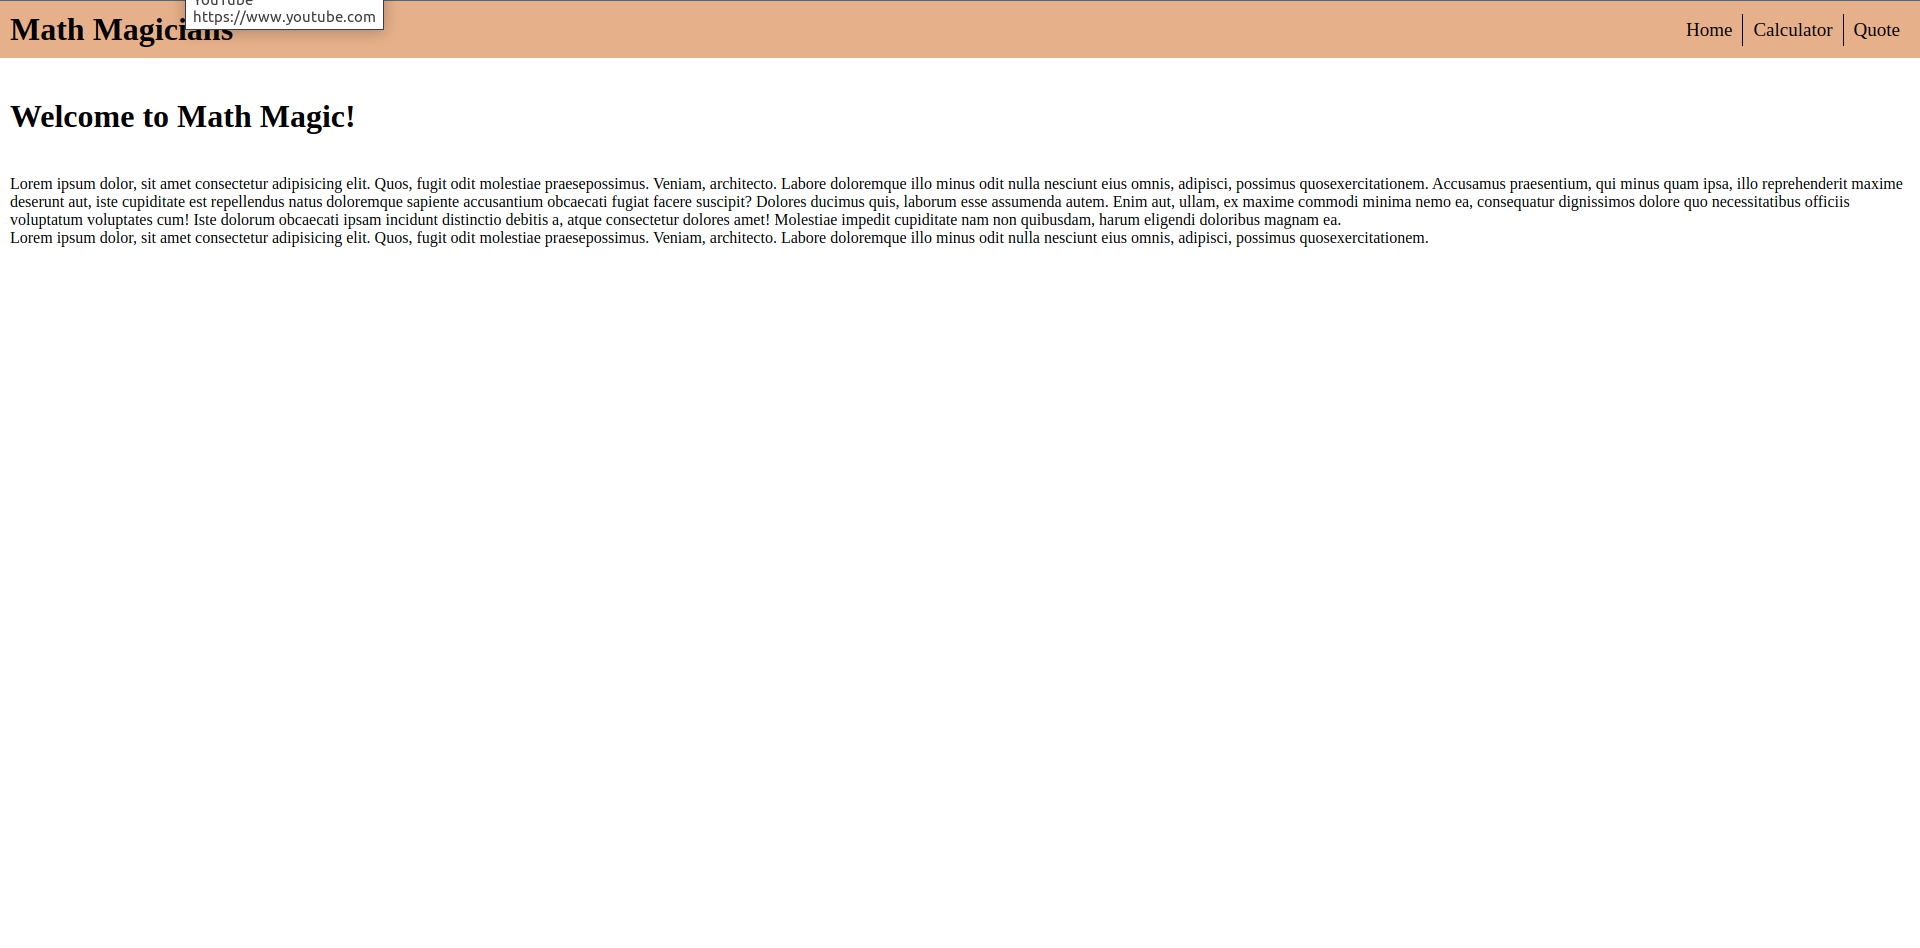 YouTube
https://www.youtube.com
Math Magicians
Home
Calculator
Quote
Welcome to Math Magic!
Lorem ipsum dolor, sit amet consectetur adipisicing elit. Quos, fugit odit molestiae praesepossimus. Veniam, architecto. Labore doloremque illo minus odit nulla nesciunt eius omnis, adipisci, possimus quosexercitationem. Accusamus praesentium, qui minus quam ipsa, illo reprehenderit maxime
deserunt aut, iste cupiditate est repellendus natus doloremque sapiente accusantium obcaecati fugiat facere suscipit? Dolores ducimus quis, laborum esse assumenda autem. Enim aut, ullam, ex maxime commodi minima nemo ea, consequatur dignissimos dolore quo necessitatibus officiis
voluptatum voluptates cum! Iste dolorum obcaecati ipsam incidunt distinctio debitis a, atque consectetur dolores amet! Molestiae impedit cupiditate nam non quibusdam, harum eligendi doloribus magnam ea.
Lorem ipsum dolor, sit amet consectetur adipisicing elit. Quos, fugit odit molestiae praesepossimus. Veniam, architecto. Labore doloremque illo minus odit nulla nesciunt eius omnis, adipisci, possimus quosexercitationem.